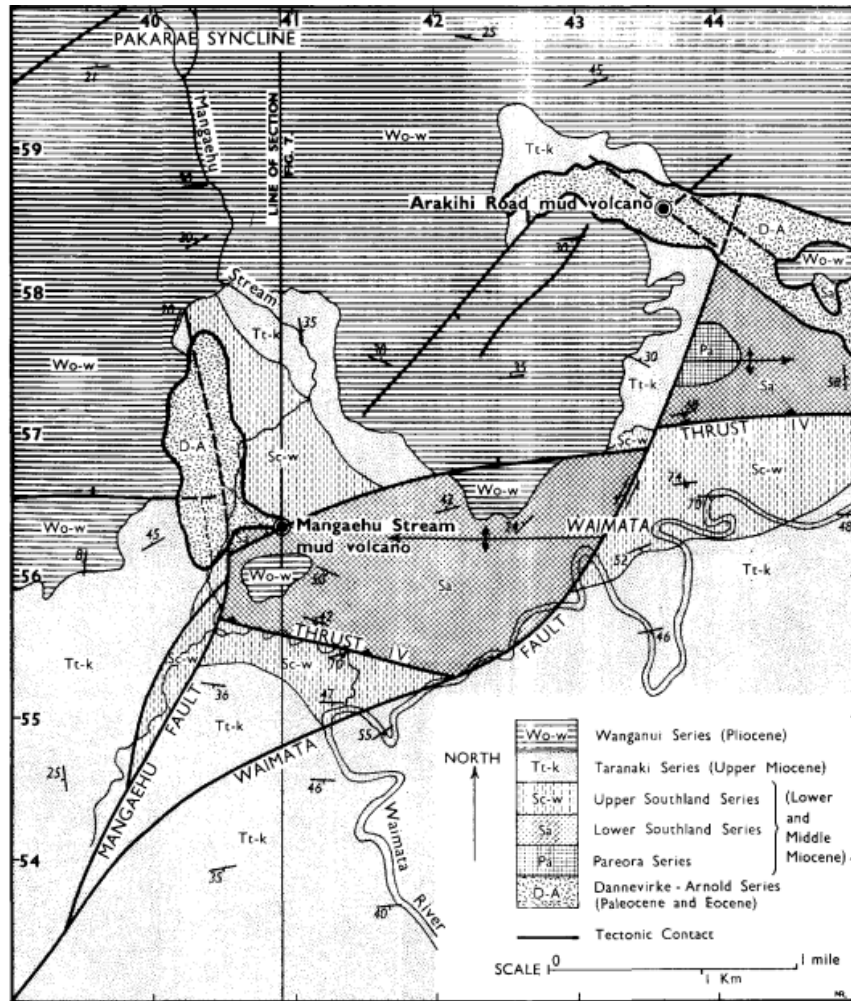 40 41 42 43 44
PAKARAE SYNCLINE
25
21
45
Mangaehu
LINE OF SECTION
FIG. 7.
Wo-w
59
Tt-k
Arakihi Road mud volcano
30
30
D-A
Wo-w
58
Stream
Tt-k
35
30
Pa
Wo-w
35
Tt-k
Sa
58
D-A
57
Sc-w
THRUST IV
Sc-w
Sc-w
42
Wo-w
74
Wo-w
Mangaehu Stream
mud volcano
WAIMATA
48
45
81
52
56
Wo-w
50
Sa
Tt-k
42
THRUST IV
FAULT
Tt-k
Sc-w
Sc-w
70
46
36
47
55
Tt-k
55
MANGAEHU FAULT
WAIMATA
25
46
Waimata
River
54
Tt-k
35
40
NORTH
Wo-w Wanganui Series (Pliocene)
Tt-k Taranaki Series (Upper Miocene)
Sc-w Upper Southland Series
Sa Lower Southland Series
Pa Pareora Series
(Lower
and
Middle
Miocene)
D-A Dannevirke - Arnold Series
(Paleocene and Eocene)
Tectonic Contact
SCALE 0 1 mile
1 Km